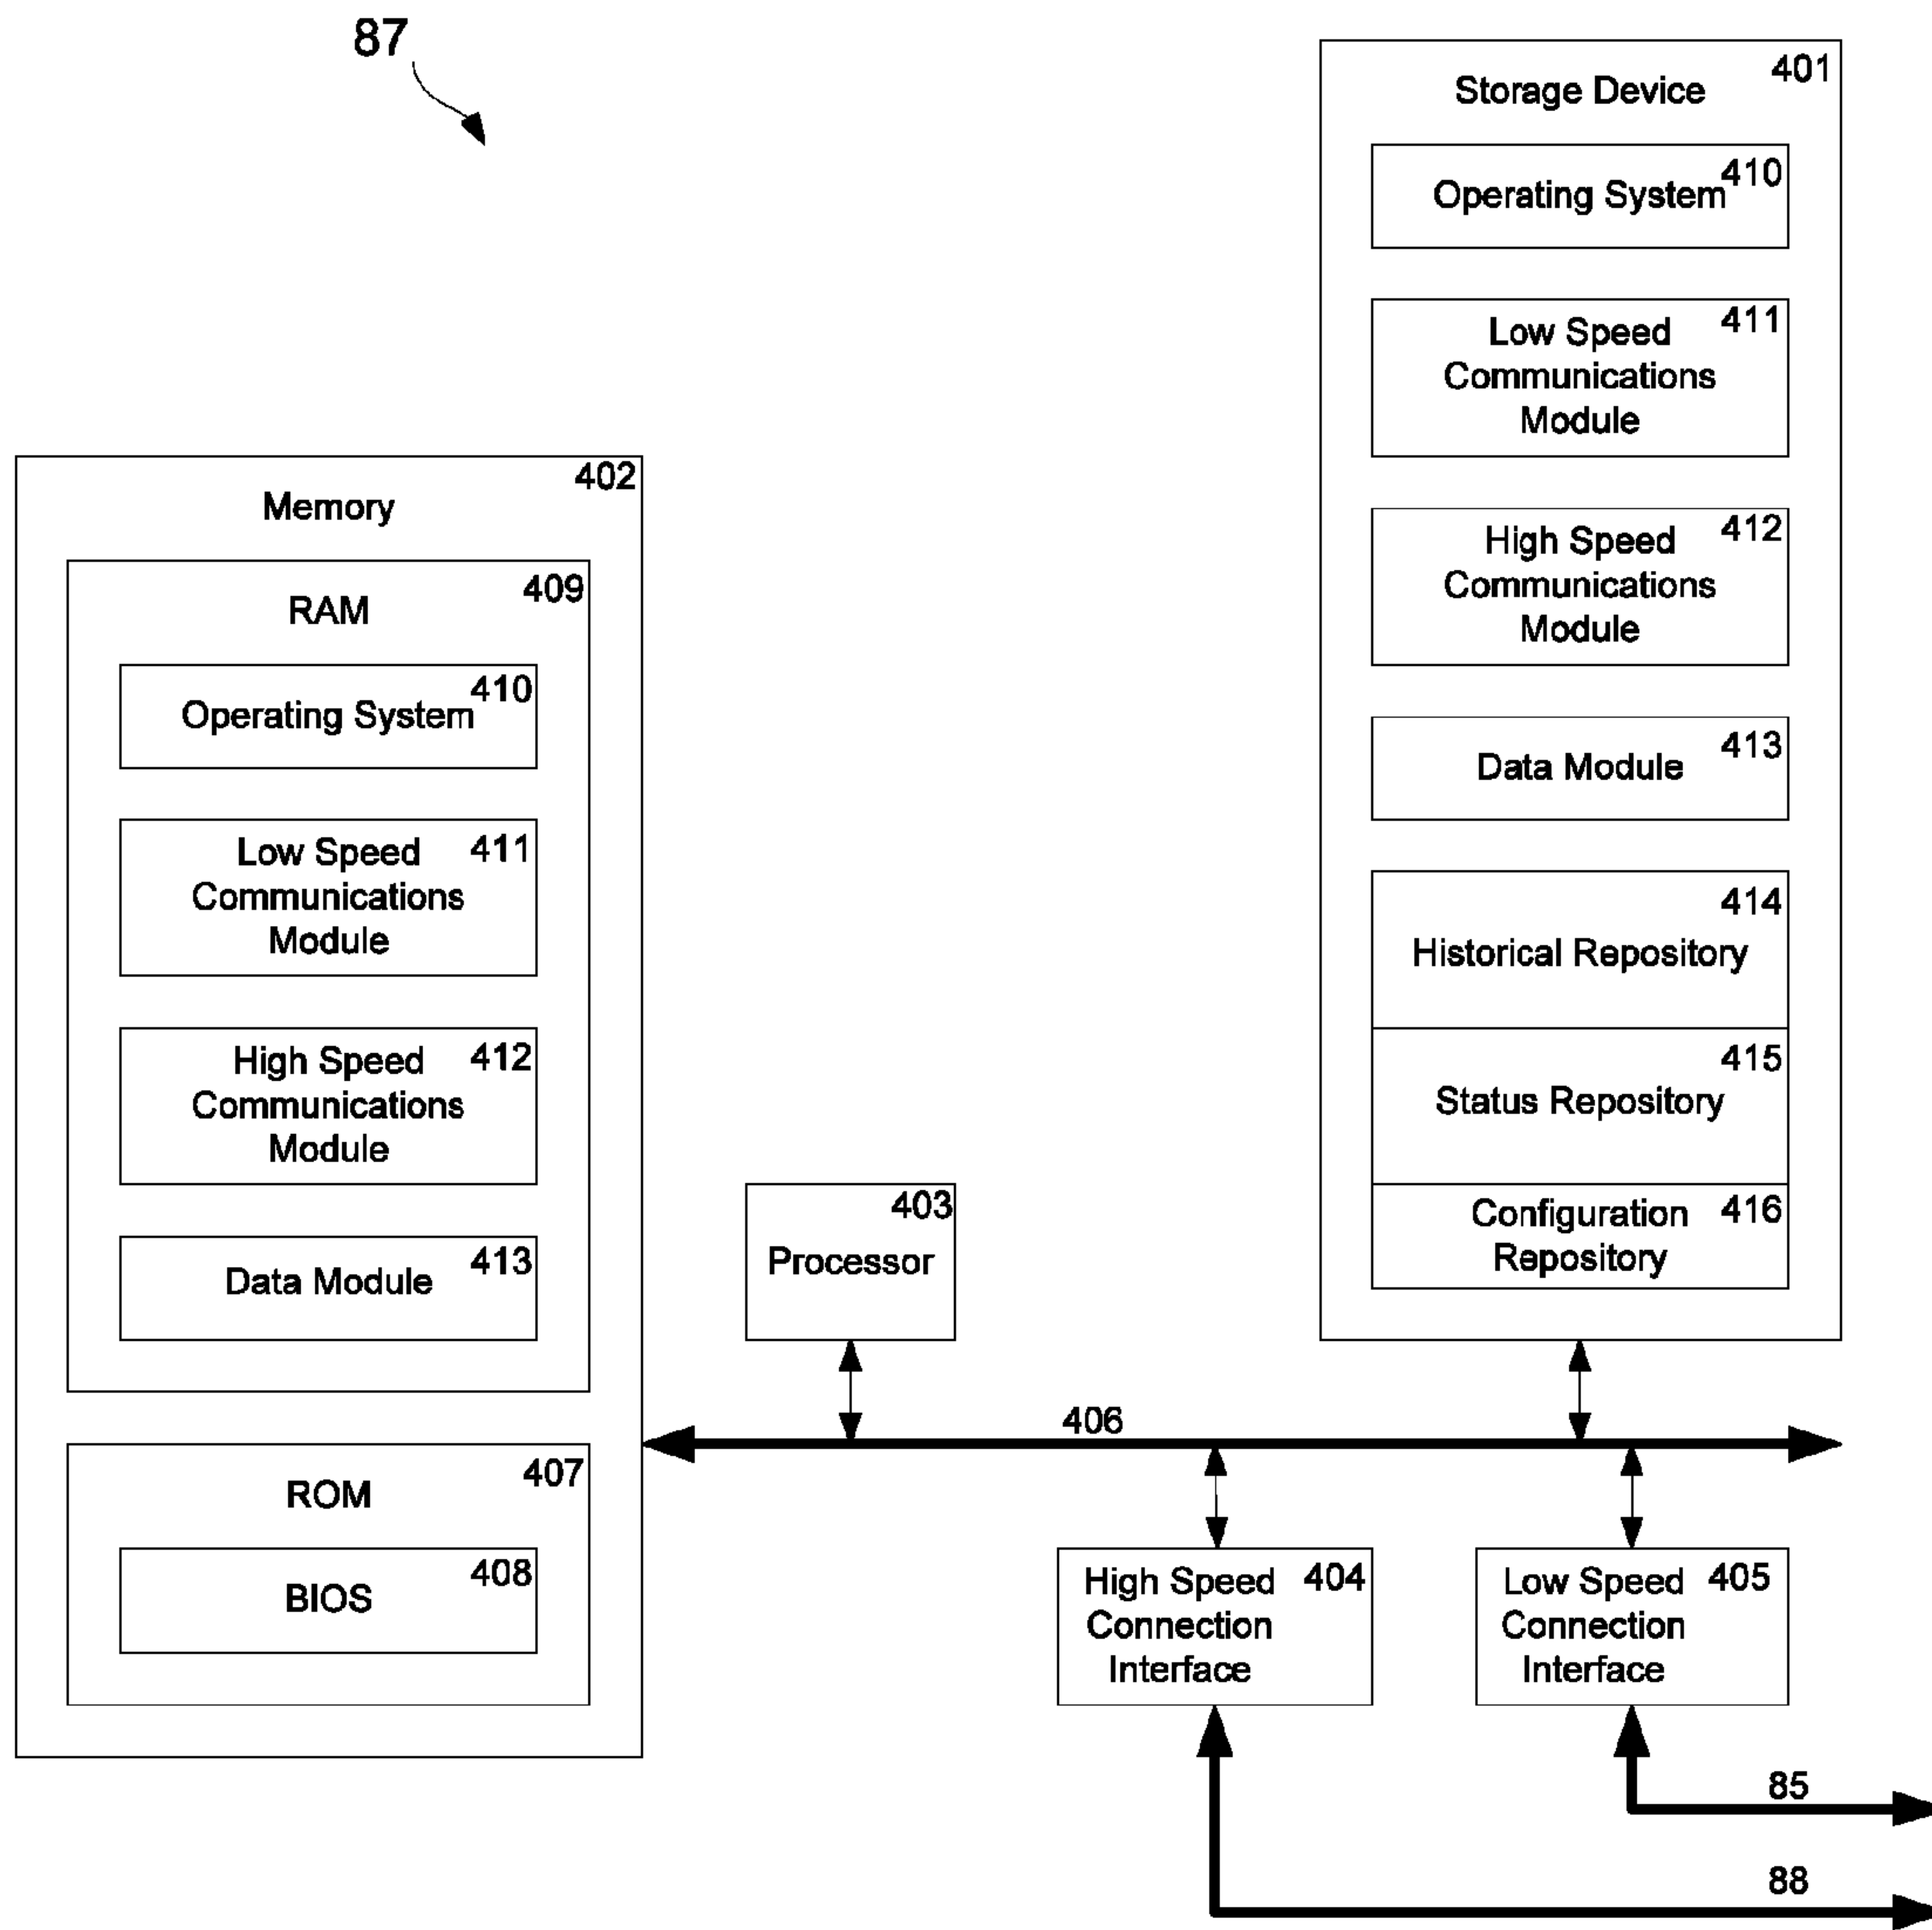 87
401
Storage Device
410
Operating System
411
Low Speed
Communications
Module
412
High Speed
Communications
Module
413
Data Module
414
Historical Repository
415
Status Repository
416
Configuration
Repository
402
Memory
409
RAM
410
Operating System
411
Low Speed
Communications
Module
412
High Speed
Communications
Module
413
Data Module
407
ROM
408
BIOS
403
Processor
406
High Speed 404
Connection
Interface
Low Speed 405
Connection
Interface
85
88